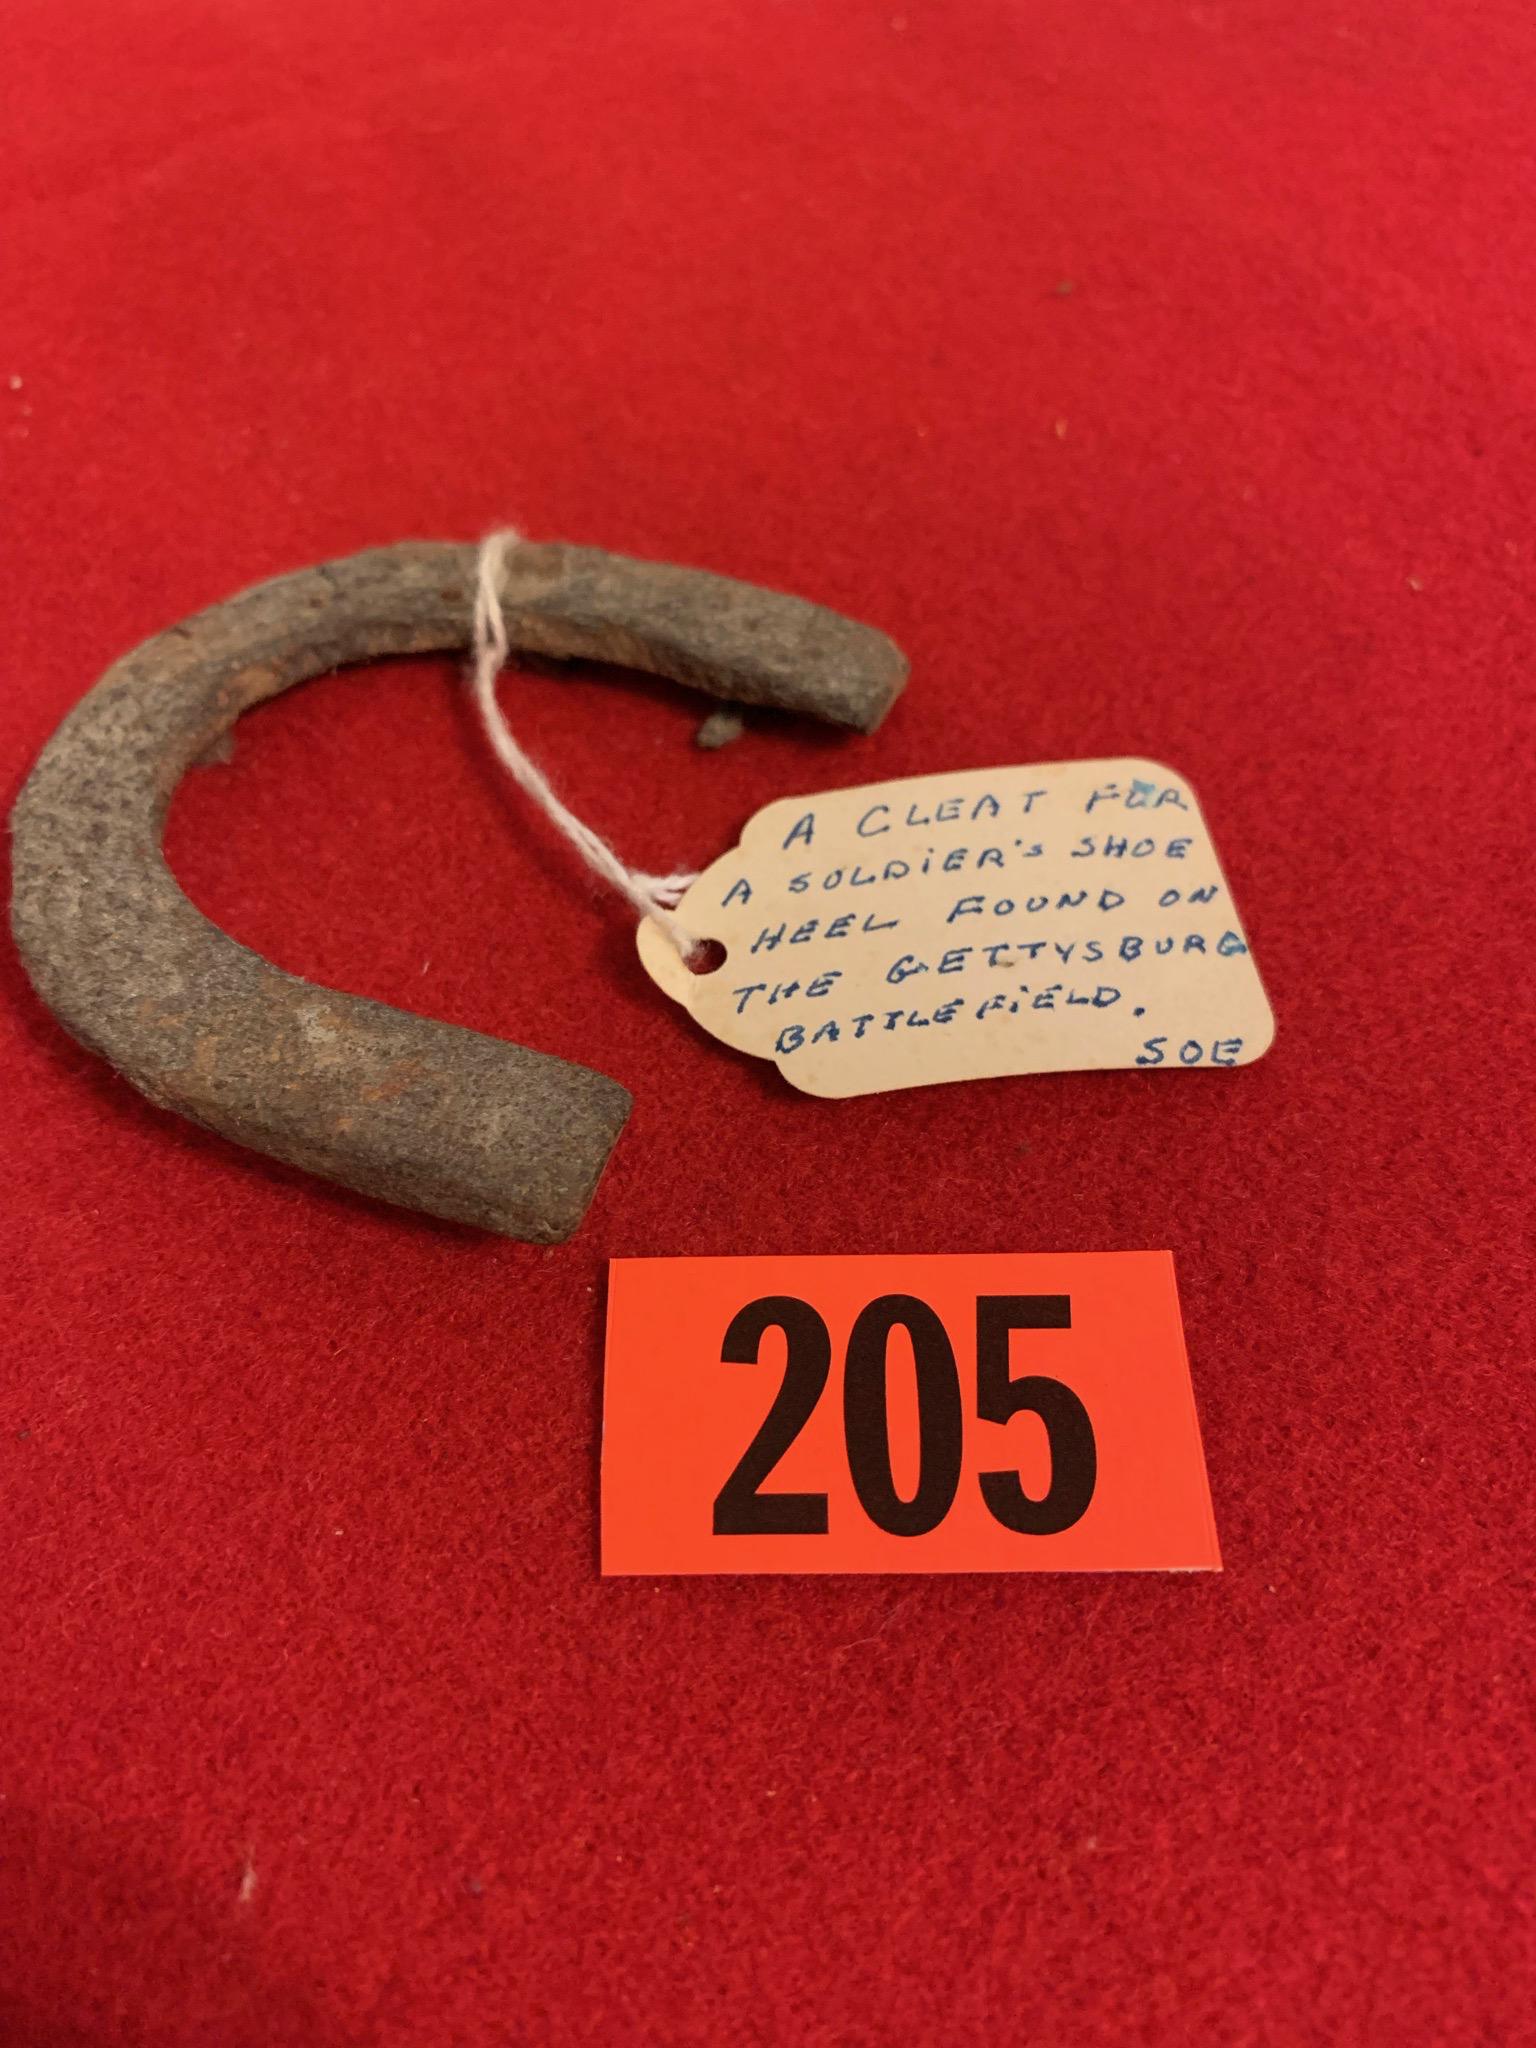 A CLEAT FOR
A SOLDiER's SHOE
HEEL FOUND ON
THE GETTYSBURG
BATTLEFiELD.
SOE
205